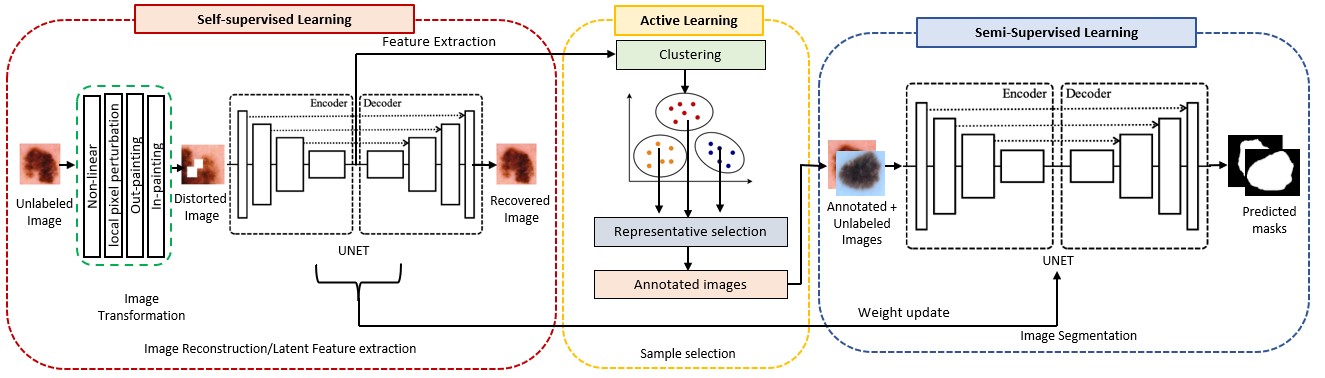 Self-supervised Learning
Active Learning
Semi-Supervised Learning
Feature Extraction
Clustering
Encoder
Decoder
Encoder
Decoder
Non-linear
local pixel perturbation
Out-painting
In-painting
Unlabeled
Image
Distorted
Image
Recovered
Image
UNET
Image
Transformation
Image Reconstruction/Latent Feature extraction
Representative selection
Annotated images
Sample selection
Annotated +
Unlabeled
Images
UNET
Predicted
masks
Weight update
Image Segmentation